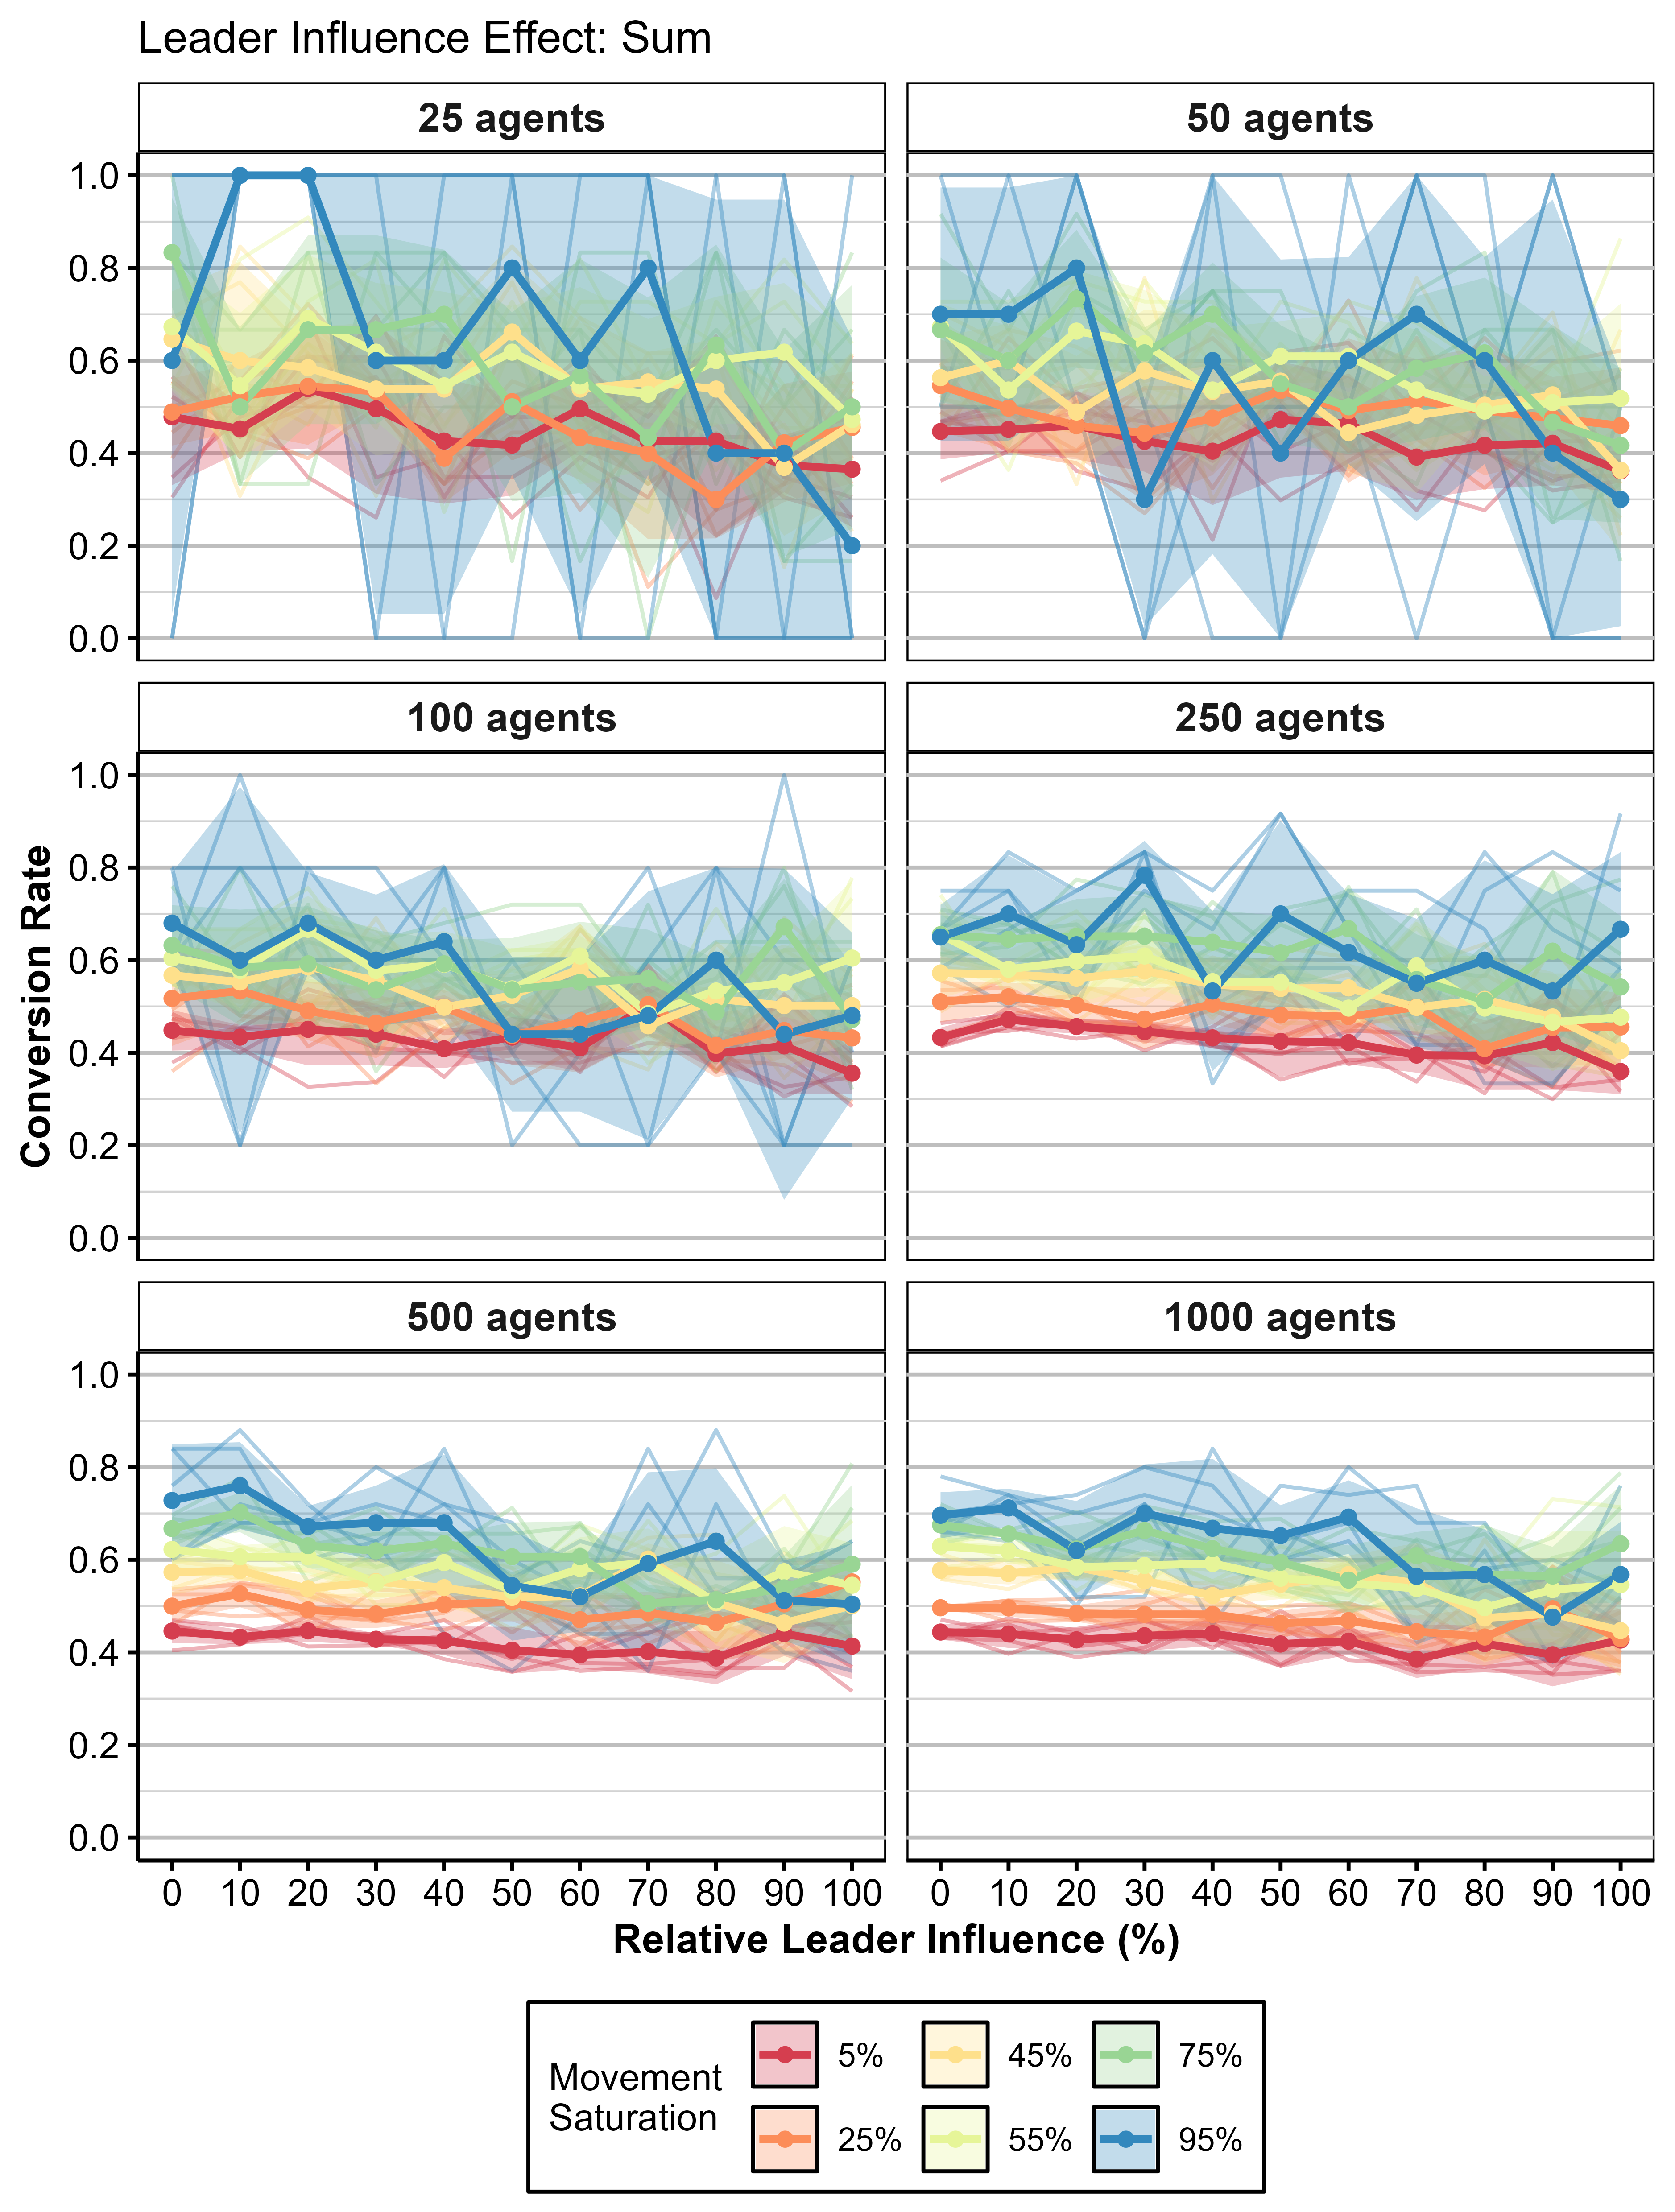 Leader Influence Effect: Sum
25 agents
50 agents
1.0
0.8
0.6
0.4
0.2
0.0
100 agents
250 agents
1.0
0.8
0.6
0.4
0.2
0.0
Conversion Rate
500 agents
1000 agents
1.0
0.8
0.6
0.4
0.2
0.0
0 10 20 30 40 50 60 70 80 90 100
0 10 20 30 40 50 60 70 80 90 100
Relative Leader Influence (%)
Movement
Saturation
5% 45% 75%
25% 55% 95%